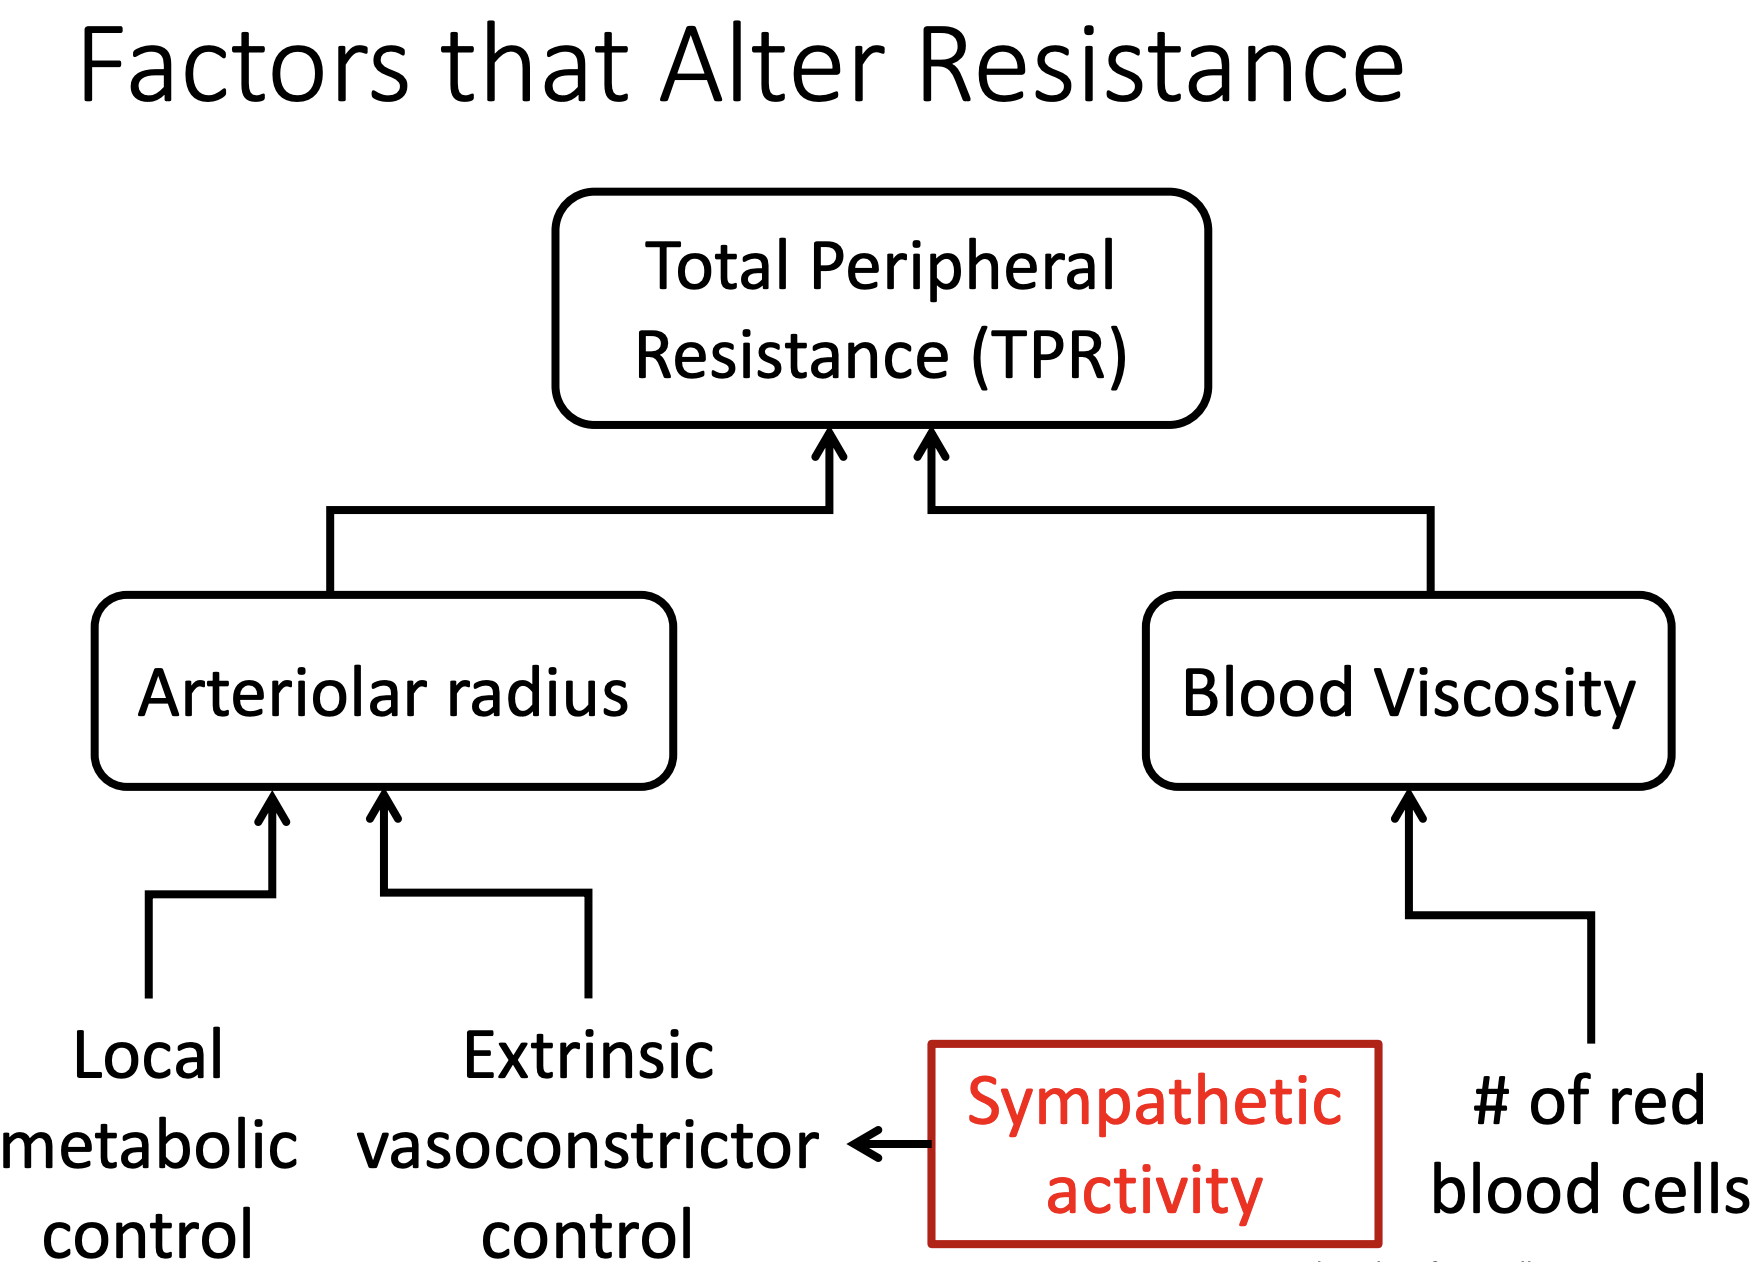 Factors that Alter Resistance
Total Peripheral
Resistance (TPR)
Arteriolar radius
Blood Viscosity
Local
metabolic
control
Extrinsic
vasoconstrictor
control
Sympathetic
activity
# of red
blood cells